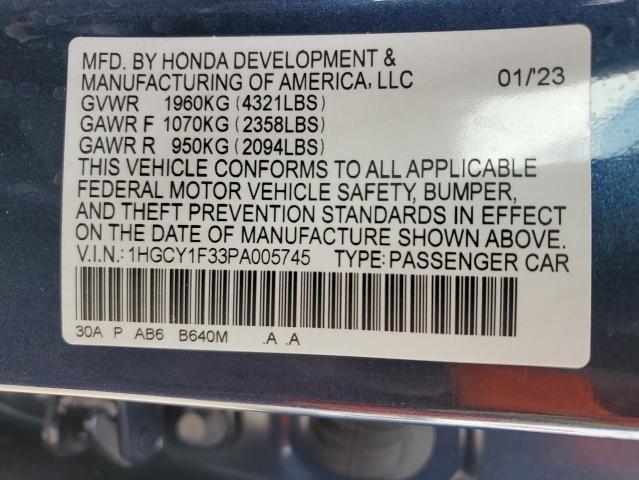 MFD. BY HONDA DEVELOPMENT &
MANUFACTURING OF AMERICA, LLC 01/'23
GVWR 1960KG (4321LBS)
GAWR F 1070KG (2358LBS)
GAWR R 950KG (2094LBS)
THIS VEHICLE CONFORMS TO ALL APPLICABLE
FEDERAL MOTOR VEHICLE SAFETY, BUMPER,
AND THEFT PREVENTION STANDARDS IN EFFECT
ON THE DATE OF MANUFACTURE SHOWN ABOVE.
V.I.N.: 1HGCY1F33PA005745 TYPE: PASSENGER CAR
30A P AB6 B640M .A .A